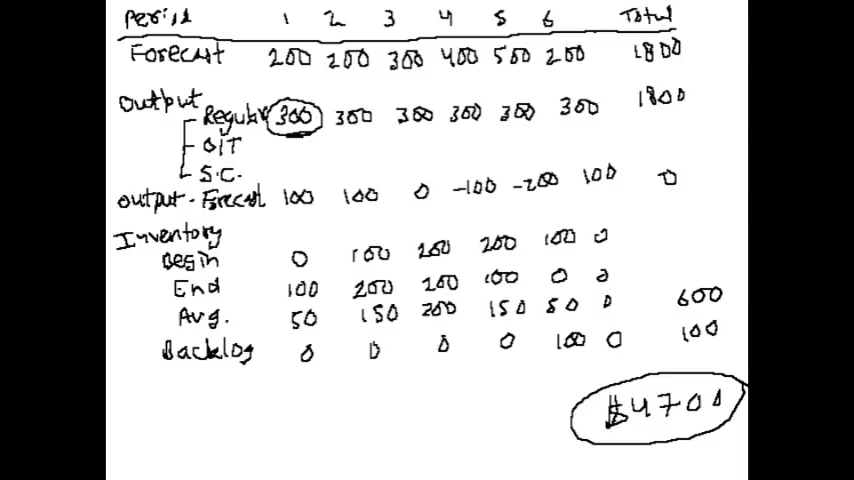 Period 1 2 3 4 5 6 Total
Forecast 200 200 300 400 500 200 1800
Output
Regular 300 300 300 300 300 300 1800
O/T
S.C.
Output - Forecast 100 100 0 -100 -200 100 0
Inventory
Begin 0 100 200 200 100 0
End 100 200 200 100 0 0
Avg. 50 150 200 150 50 0 600
Backlog 0 0 0 0 100 0 100
$4700